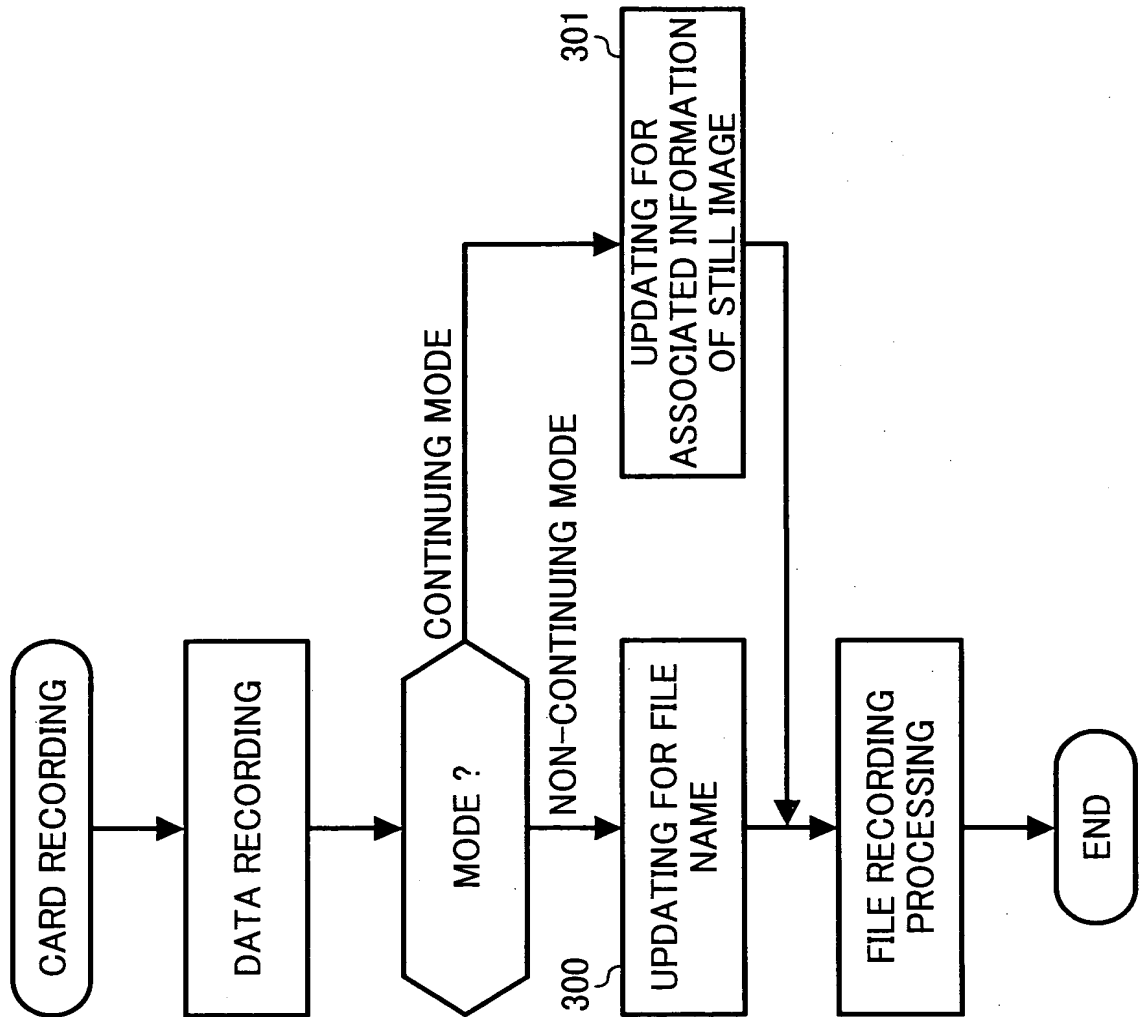 CARD RECORDING
DATA RECORDING
MODE ?
CONTINUING MODE
NON-CONTINUING MODE
300
UPDATING FOR FILE
NAME
301
UPDATING FOR
ASSOCIATED INFORMATION
OF STILL IMAGE
FILE RECORDING
PROCESSING
END